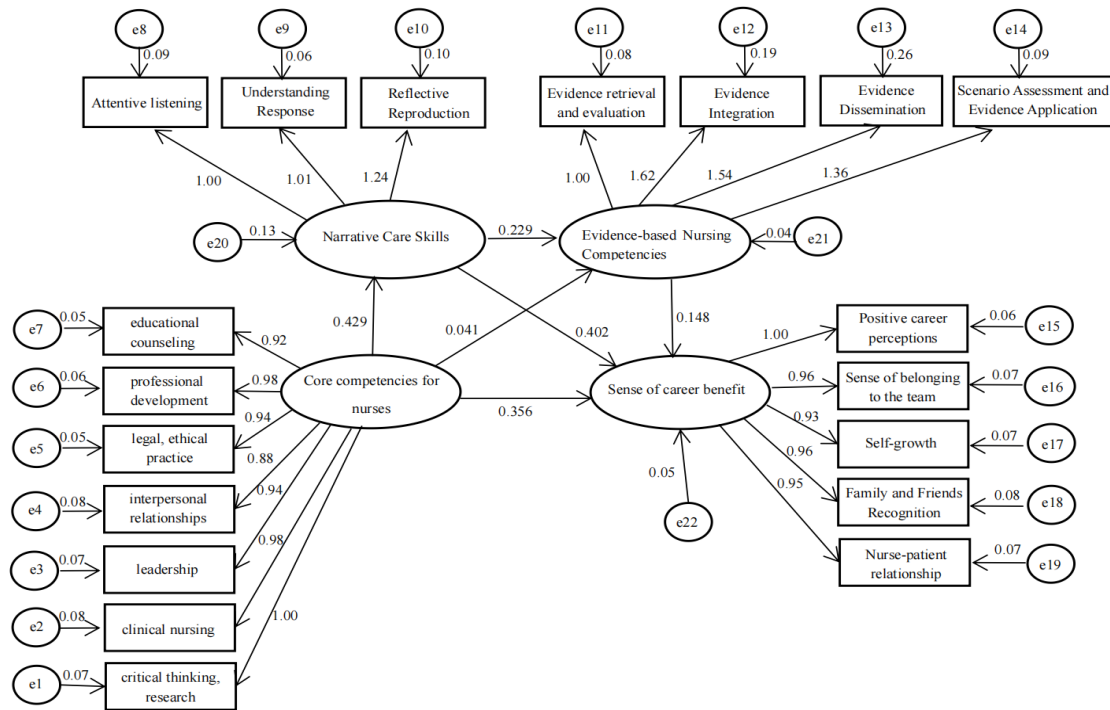 e8
e9
e10
e11
e12
e13
e14
0.09
0.06
0.10
0.08
0.19
0.26
0.09
Attentive listening
Understanding
Response
Reflective
Reproduction
Evidence retrieval
and evaluation
Evidence
Integration
Evidence
Dissemination
Scenario Assessment and
Evidence Application
1.00
1.01
1.24
1.00
1.62
1.54
1.36
e20
0.13
Narrative Care Skills
0.229
Evidence-based Nursing
Competencies
0.04
e21
0.429
0.041
0.402
0.148
e7
0.05
educational
counseling
0.92
e6
0.06
professional
development
0.98
e5
0.05
legal, ethical
practice
0.94
e4
0.08
interpersonal
relationships
0.88
e3
0.07
leadership
0.94
e2
0.08
clinical nursing
0.98
e1
0.07
critical thinking,
research
1.00
Core competencies for
nurses
0.356
Sense of career benefit
0.05
e22
1.00
Positive career
perceptions
0.06
e15
0.96
Sense of belonging
to the team
0.07
e16
0.93
Self-growth
0.07
e17
0.96
Family and Friends
Recognition
0.08
e18
0.95
Nurse-patient
relationship
0.07
e19